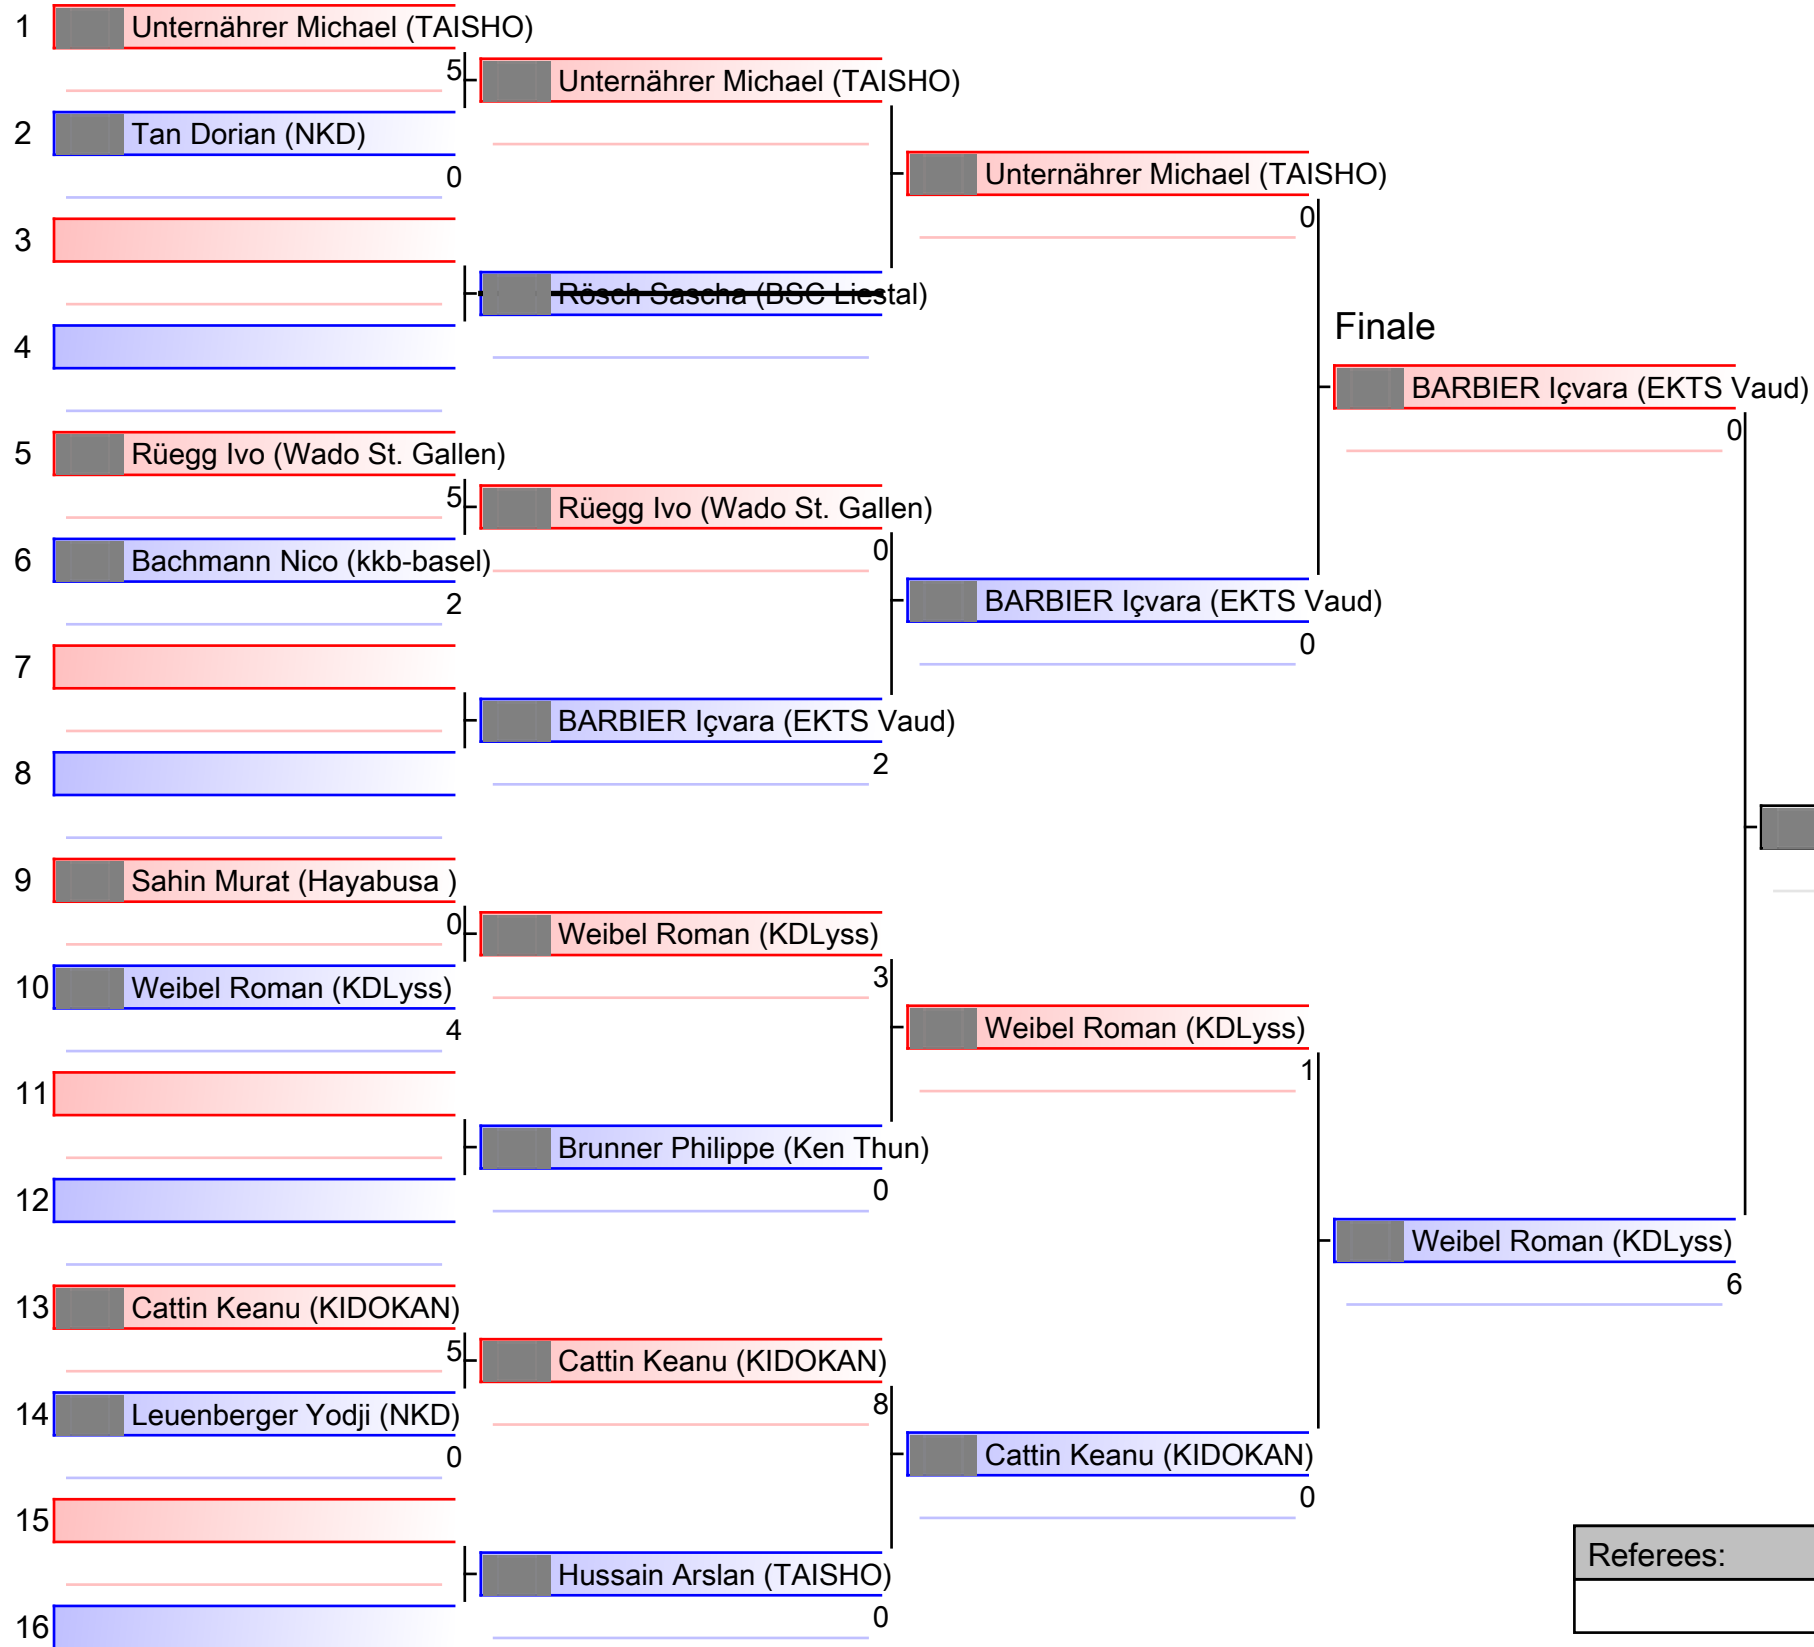 1 Unternährer Michael (TAISHO)
5
Unternährer Michael (TAISHO)
2 Tan Dorian (NKD)
0
Unternährer Michael (TAISHO)
0
3
Rösch Sascha (BSC Liestal)
4
Finale
BARBIER Içvara (EKTS Vaud)
0
5 Rüegg Ivo (Wado St. Gallen)
5
Rüegg Ivo (Wado St. Gallen)
0
6 Bachmann Nico (kkb-basel)
2
BARBIER Içvara (EKTS Vaud)
0
7
BARBIER Içvara (EKTS Vaud)
2
8
9 Sahin Murat (Hayabusa )
0
Weibel Roman (KDLyss)
3
10 Weibel Roman (KDLyss)
4
Weibel Roman (KDLyss)
1
11
Brunner Philippe (Ken Thun)
0
12
Weibel Roman (KDLyss)
6
13 Cattin Keanu (KIDOKAN)
5
Cattin Keanu (KIDOKAN)
8
14 Leuenberger Yodji (NKD)
0
Cattin Keanu (KIDOKAN)
0
15
Hussain Arslan (TAISHO)
0
16
Referees: